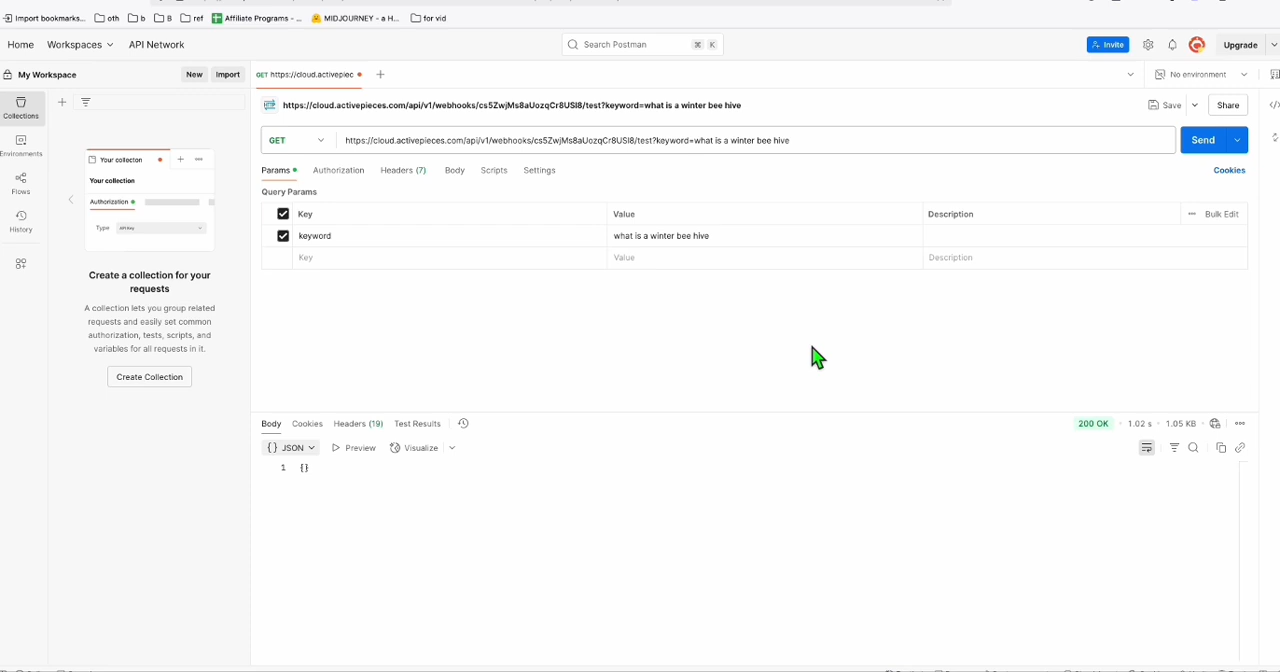 Import bookmarks... oth b B ref Affiliate Programs - ... MIDJOURNEY - a H... for vid
Home Workspaces API Network Search Postman ⌘ K Invite Upgrade
My Workspace New Import GET https://cloud.activepiec No environment
Collections
Environments
Flows
History
Your collection
Your collection
Authorization
Type API Key
Create a collection for your
requests
A collection lets you group related
requests and easily set common
authorization, tests, scripts, and
variables for all requests in it.
Create Collection
https://cloud.activepieces.com/api/v1/webhooks/cs5ZwjMs8aUozqCr8USl8/test?keyword=what is a winter bee hive Save Share
GET https://cloud.activepieces.com/api/v1/webhooks/cs5ZwjMs8aUozqCr8USl8/test?keyword=what is a winter bee hive Send
Params Authorization Headers (7) Body Scripts Settings Cookies
Query Params
Key Value Description Bulk Edit
keyword what is a winter bee hive
Key Value Description
Body Cookies Headers (19) Test Results 200 OK 1.02 s 1.05 KB
{} JSON Preview Visualize
1 {}